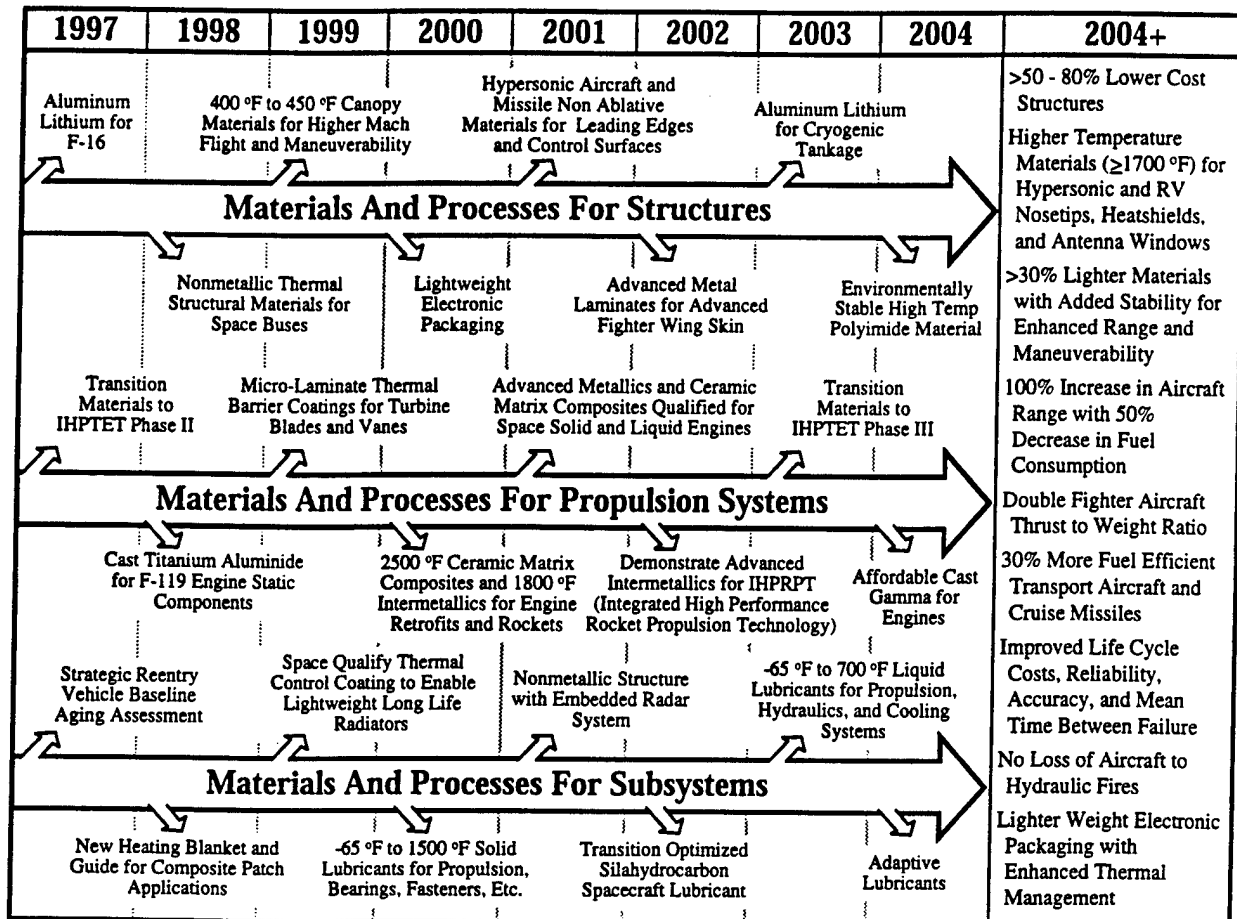 1997
1998
1999
2000
2001
2002
2003
2004
2004+
Aluminum
Lithium for
F-16
400 ºF to 450 ºF Canopy
Materials for Higher Mach
Flight and Maneuverability
Hypersonic Aircraft and
Missile Non Ablative
Materials for Leading Edges
and Control Surfaces
Aluminum Lithium
for Cryogenic
Tankage
Materials And Processes For Structures
Nonmetallic Thermal
Structural Materials for
Space Buses
Lightweight
Electronic
Packaging
Advanced Metal
Laminates for Advanced
Fighter Wing Skin
Environmentally
Stable High Temp
Polyimide Material
Transition
Materials to
IHPTET Phase II
Micro-Laminate Thermal
Barrier Coatings for Turbine
Blades and Vanes
Advanced Metallics and Ceramic
Matrix Composites Qualified for
Space Solid and Liquid Engines
Transition
Materials to
IHPTET Phase III
Materials And Processes For Propulsion Systems
Cast Titanium Aluminide
for F-119 Engine Static
Components
2500 ºF Ceramic Matrix
Composites and 1800 ºF
Intermetallics for Engine
Retrofits and Rockets
Demonstrate Advanced
Intermetallics for IHPRPT
(Integrated High Performance
Rocket Propulsion Technology)
Affordable Cast
Gamma for
Engines
Strategic Reentry
Vehicle Baseline
Aging Assessment
Space Qualify Thermal
Control Coating to Enable
Lightweight Long Life
Radiators
Nonmetallic Structure
with Embedded Radar
System
-65 ºF to 700 ºF Liquid
Lubricants for Propulsion,
Hydraulics, and Cooling
Systems
Materials And Processes For Subsystems
New Heating Blanket and
Guide for Composite Patch
Applications
-65 ºF to 1500 ºF Solid
Lubricants for Propulsion,
Bearings, Fasteners, Etc.
Transition Optimized
Silahydrocarbon
Spacecraft Lubricant
Adaptive
Lubricants
>50 - 80% Lower Cost
Structures
Higher Temperature
Materials (≥1700 ºF) for
Hypersonic and RV
Nosetips, Heatshields,
and Antenna Windows
>30% Lighter Materials
with Added Stability for
Enhanced Range and
Maneuverability
100% Increase in Aircraft
Range with 50%
Decrease in Fuel
Consumption
Double Fighter Aircraft
Thrust to Weight Ratio
30% More Fuel Efficient
Transport Aircraft and
Cruise Missiles
Improved Life Cycle
Costs, Reliability,
Accuracy, and Mean
Time Between Failure
No Loss of Aircraft to
Hydraulic Fires
Lighter Weight Electronic
Packaging with
Enhanced Thermal
Management